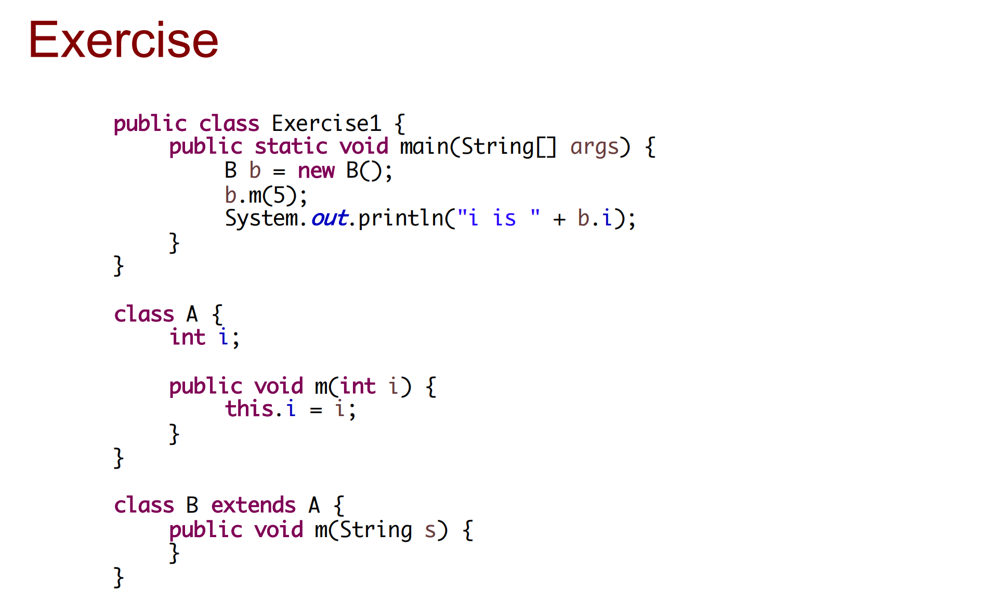 Exercise
public class Exercise1 {
public static void main(String[] args) {
B b = new B();
b.m(5);
System.out.println("i is " + b.i);
}
}
class A {
int i;
public void m(int i) {
this.i = i;
}
}
class B extends A {
public void m(String s) {
}
}